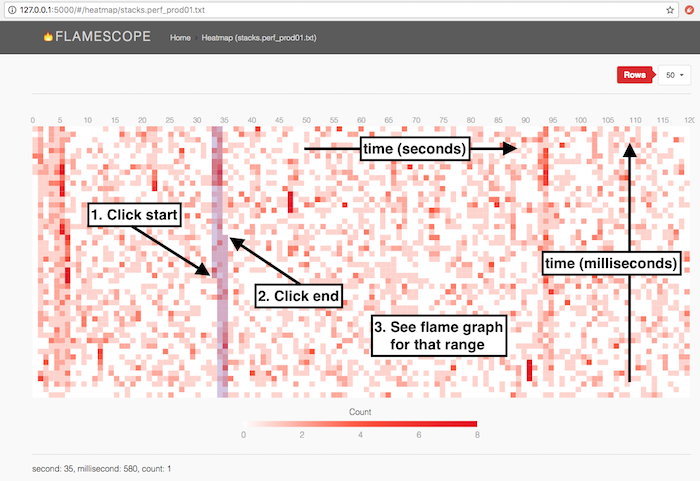 127.0.0.1:5000/#/heatmap/stacks.perf_prod01.txt
FLAMESCOPE Home Heatmap (stacks.perf_prod01.txt)
Rows 50
0 5 10 15 20 25 30 35 40 45 50 55 60 65 70 75 80 85 90 95 100 105 110 115 120
time (seconds)
1. Click start
time (milliseconds)
2. Click end
3. See flame graph
for that range
Count
0 2 4 6 8
second: 35, millisecond: 580, count: 1